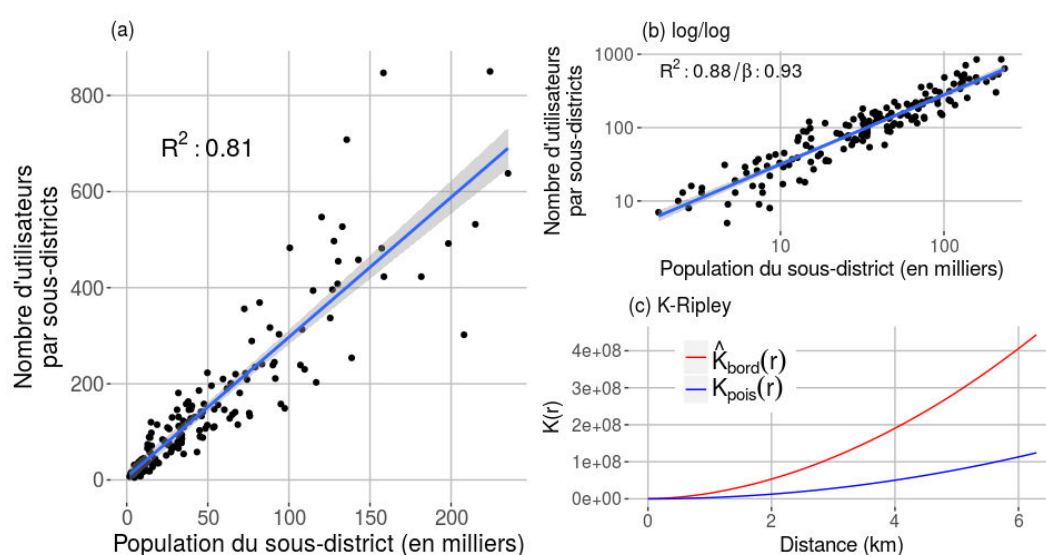 (a)
R² : 0.81
Nombre d'utilisateurs
par sous-districts
800
600
400
200
0
0 50 100 150 200
Population du sous-district (en milliers)
(b) log/log
R² : 0.88 / β : 0.93
Nombre d'utilisateurs
par sous-districts
1000
100
10
10 100
Population du sous-district (en milliers)
(c) K-Ripley
K̂bord(r)
Kpois(r)
K(r)
4e+08
3e+08
2e+08
1e+08
0e+00
0 2 4 6
Distance (km)